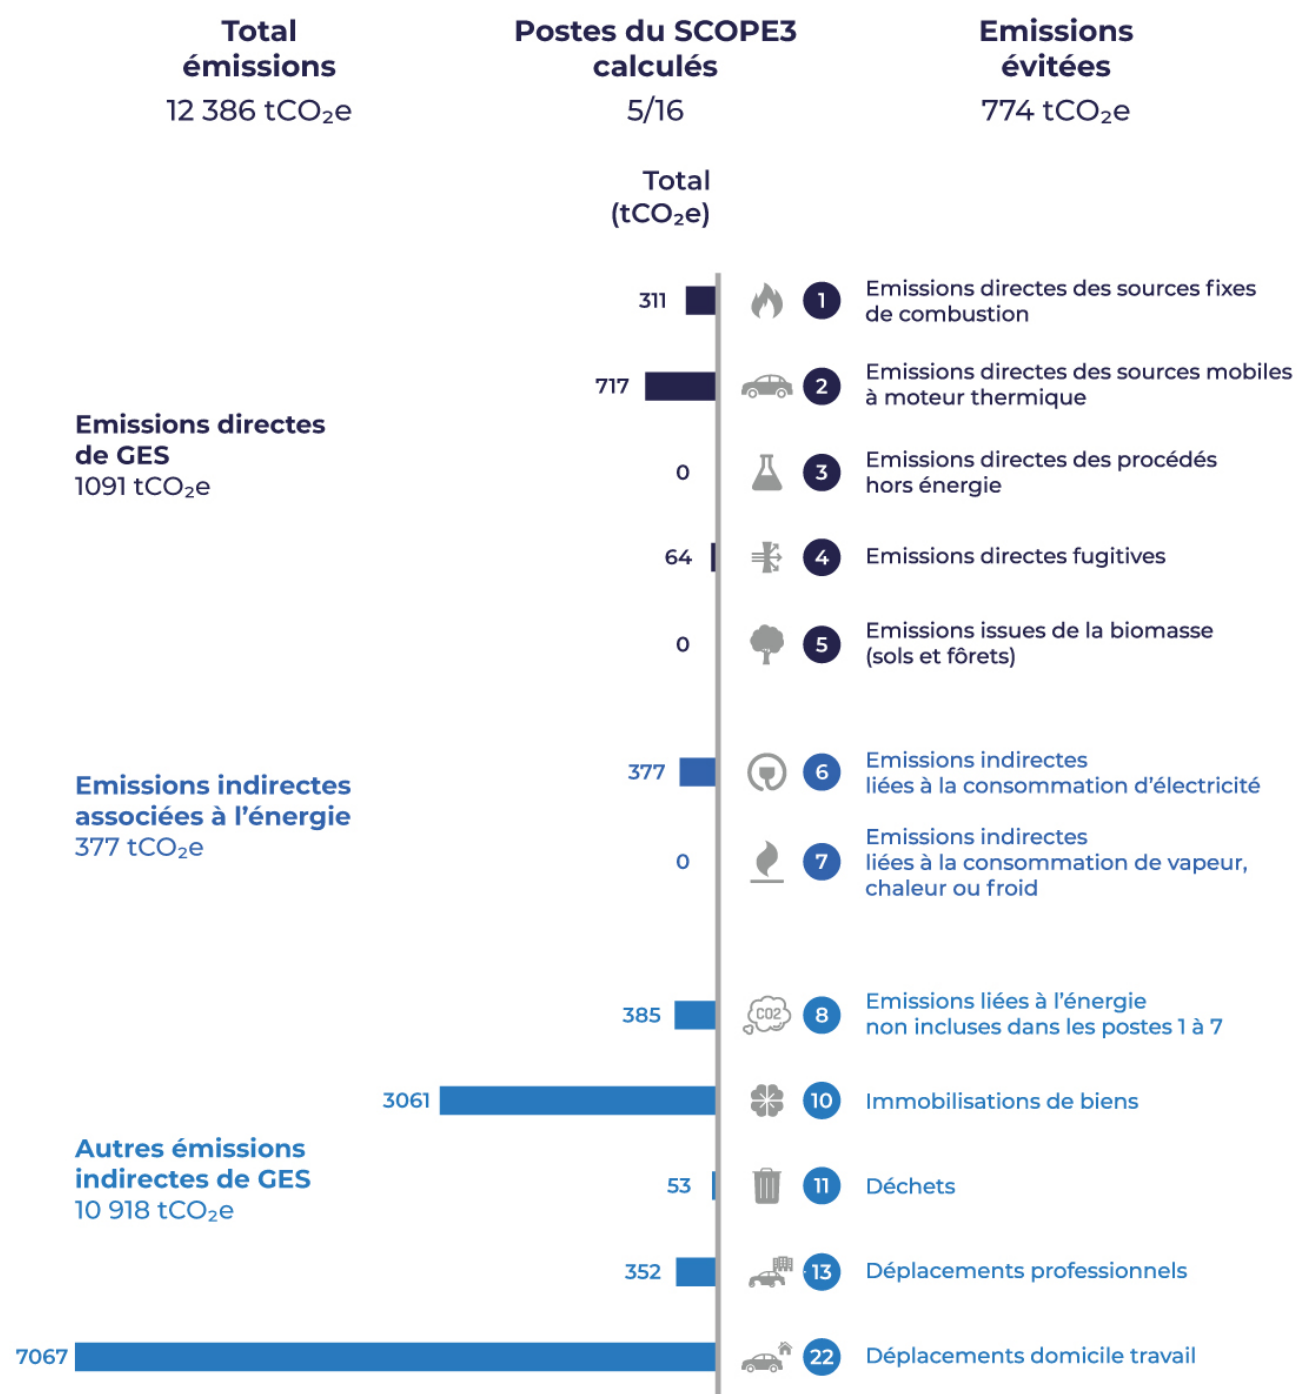 Total
émissions
12 386 tCO₂e
Postes du SCOPE3
calculés
5/16
Emissions
évitées
774 tCO₂e
Total
(tCO₂e)
Emissions directes
de GES
1091 tCO₂e
311
1
Emissions directes des sources fixes
de combustion
717
2
Emissions directes des sources mobiles
à moteur thermique
0
3
Emissions directes des procédés
hors énergie
64
4
Emissions directes fugitives
0
5
Emissions issues de la biomasse
(sols et fôrets)
Emissions indirectes
associées à l’énergie
377 tCO₂e
377
6
Emissions indirectes
liées à la consommation d’électricité
0
7
Emissions indirectes
liées à la consommation de vapeur,
chaleur ou froid
Autres émissions
indirectes de GES
10 918 tCO₂e
385
CO2
8
Emissions liées à l’énergie
non incluses dans les postes 1 à 7
3061
10
Immobilisations de biens
53
11
Déchets
352
13
Déplacements professionnels
7067
22
Déplacements domicile travail